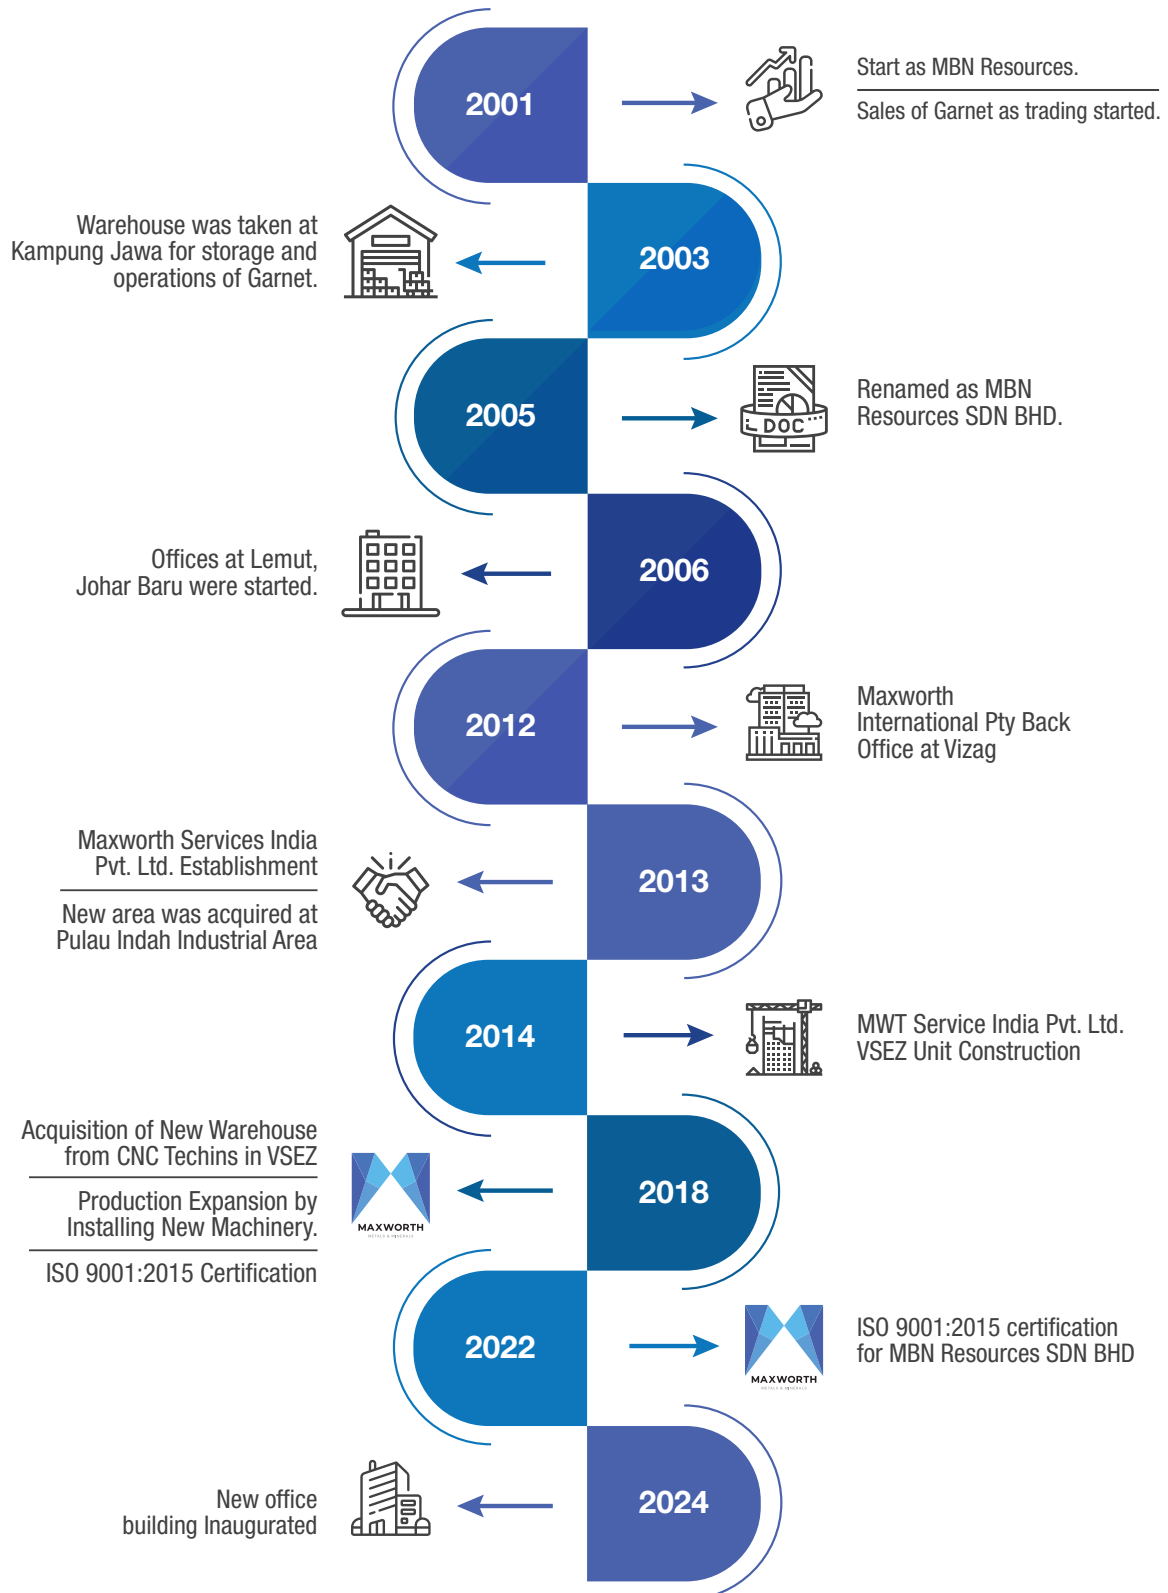 2001
Start as MBN Resources.
Sales of Garnet as trading started.
2003
Warehouse was taken at
Kampung Jawa for storage and
operations of Garnet.
2005
DOC
Renamed as MBN
Resources SDN BHD.
2006
Offices at Lemut,
Johar Baru were started.
2012
Maxworth
International Pty Back
Office at Vizag
2013
Maxworth Services India
Pvt. Ltd. Establishment
New area was acquired at
Pulau Indah Industrial Area
2014
MWT Service India Pvt. Ltd.
VSEZ Unit Construction
2018
Acquisition of New Warehouse
from CNC Techins in VSEZ
Production Expansion by
Installing New Machinery.
ISO 9001:2015 Certification
MAXWORTH
METALS & MINERALS
2022
MAXWORTH
METALS & MINERALS
ISO 9001:2015 certification
for MBN Resources SDN BHD
2024
New office
building Inaugurated